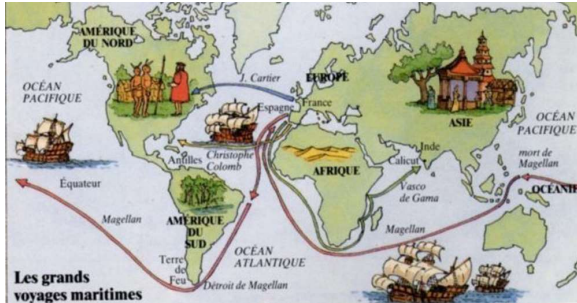 AMÉRIQUE
DU NORD
J. Cartier
EUROPE
OCÉAN
PACIFIQUE
Espagne
France
ASIE
OCÉAN
PACIFIQUE
Antilles
Christophe
Colomb
Inde
Calicut
mort de
Magellan
AFRIQUE
Équateur
Vasco
de Gama
OCÉANIE
Magellan
AMÉRIQUE
DU
SUD
Magellan
OCÉAN
ATLANTIQUE
Terre
de
Feu
Détroit de Magellan
Les grands
voyages maritimes